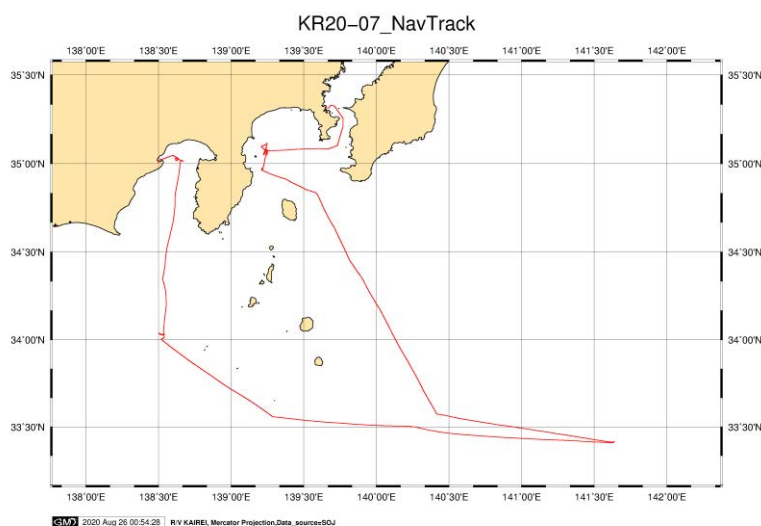 KR20−07_NavTrack
138˚00'E 138˚30'E 139˚00'E 139˚30'E 140˚00'E 140˚30'E 141˚00'E 141˚30'E 142˚00'E
35˚30'N 35˚30'N
35˚00'N 35˚00'N
34˚30'N 34˚30'N
34˚00'N 34˚00'N
33˚30'N 33˚30'N
138˚00'E 138˚30'E 139˚00'E 139˚30'E 140˚00'E 140˚30'E 141˚00'E 141˚30'E 142˚00'E
GMD 2020 Aug 26 00:54:28 R/V KAIREI, Mercator Projection,Data_source=SOJ